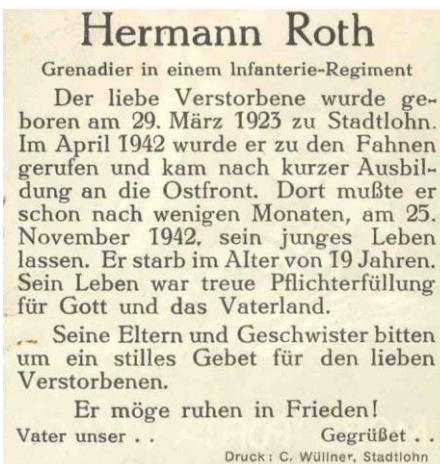 Hermann Roth
Grenadier in einem Infanterie-Regiment
Der liebe Verstorbene wurde ge-
boren am 29. März 1923 zu Stadtlohn.
Im April 1942 wurde er zu den Fahnen
gerufen und kam nach kurzer Ausbil-
dung an die Ostfront. Dort mußte er
schon nach wenigen Monaten, am 25.
November 1942, sein junges Leben
lassen. Er starb im Alter von 19 Jahren.
Sein Leben war treue Pflichterfüllung
für Gott und das Vaterland.
Seine Eltern und Geschwister bitten
um ein stilles Gebet für den lieben
Verstorbenen.
Er möge ruhen in Frieden!
Vater unser . . Gegrüßet . .
Druck: C. Wüllner, Stadtlohn